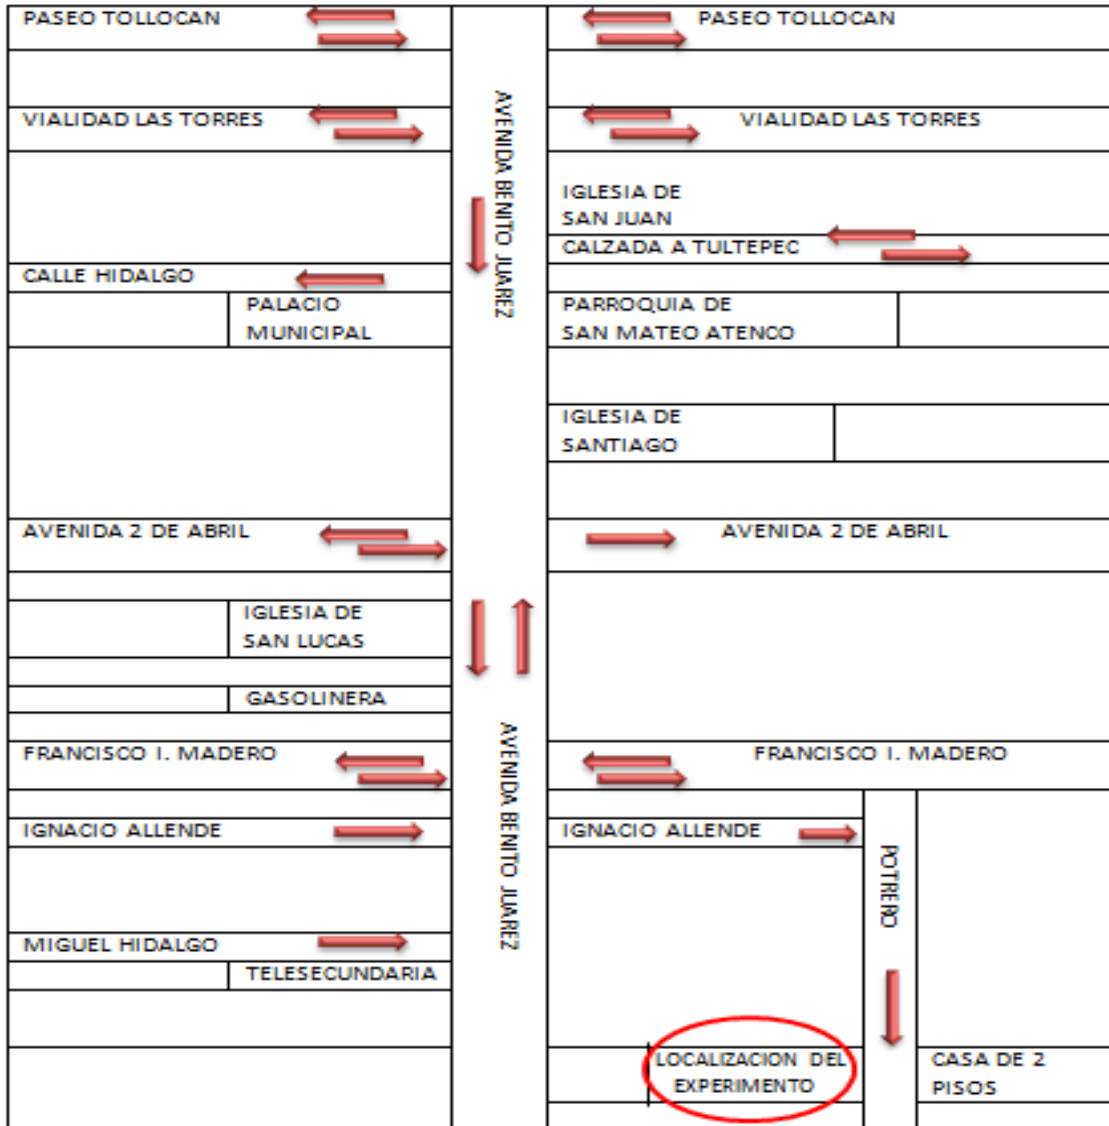 PASEO TOLLOCAN
PASEO TOLLOCAN
AVENIDA BENITO JUAREZ
VIALIDAD LAS TORRES
VIALIDAD LAS TORRES
IGLESIA DE
SAN JUAN
CALZADA A TULTEPEC
CALLE HIDALGO
PALACIO
MUNICIPAL
PARROQUIA DE
SAN MATEO ATENCO
IGLESIA DE
SANTIAGO
AVENIDA 2 DE ABRIL
AVENIDA 2 DE ABRIL
IGLESIA DE
SAN LUCAS
GASOLINERA
AVENIDA BENITO JUAREZ
FRANCISCO I. MADERO
FRANCISCO I. MADERO
IGNACIO ALLENDE
IGNACIO ALLENDE
POTRERO
MIGUEL HIDALGO
TELESECUNDARIA
LOCALIZACION DEL
EXPERIMENTO
CASA DE 2
PISOS